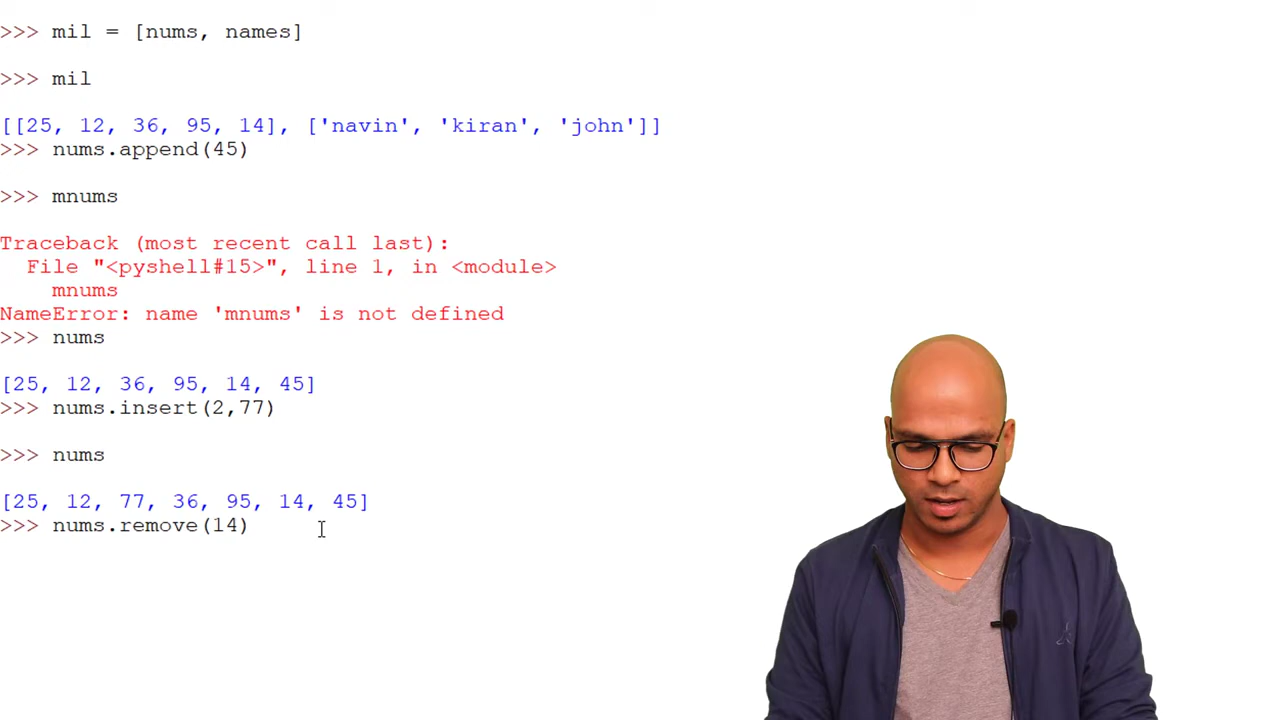 >>> mil = [nums, names]
>>> mil
[[25, 12, 36, 95, 14], ['navin', 'kiran', 'john']]
>>> nums.append(45)
>>> mnums
Traceback (most recent call last):
  File "<pyshell#15>", line 1, in <module>
    mnums
NameError: name 'mnums' is not defined
>>> nums
[25, 12, 36, 95, 14, 45]
>>> nums.insert(2,77)
>>> nums
[25, 12, 77, 36, 95, 14, 45]
>>> nums.remove(14)